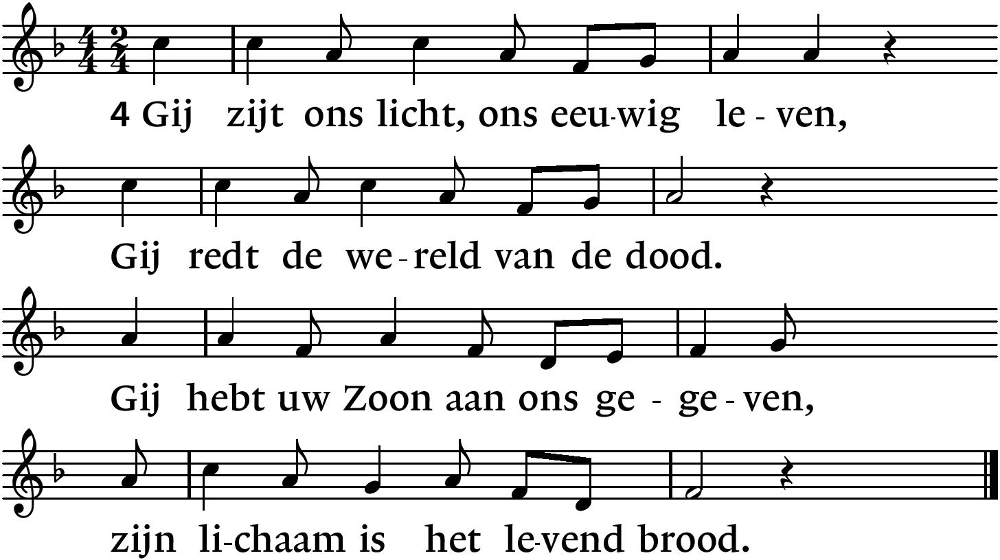 4 Gij zijt ons licht, ons eeu-wig le - ven,
Gij redt de we - reld van de dood.
Gij hebt uw Zoon aan ons ge - ge - ven,
zijn li-chaam is het le-vend brood.